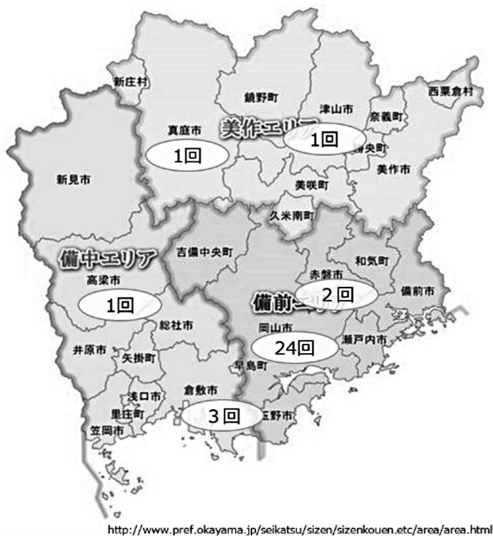 新庄村
鏡野町
津山市
西粟倉村
奈義町
真庭市
美作エリア
1回
1回
勝央町
美作市
新見市
美咲町
久米南町
吉備中央町
和気町
備中エリア
赤磐市
高梁市
2回
備前市
1回
備前エリア
総社市
岡山市
瀬戸内市
24回
井原市
矢掛町
早島町
浅口市
倉敷市
里庄町
3回
玉野市
笠岡市
http://www.pref.okayama.jp/seikatsu/sizen/sizenkouen.etc/area/area.html